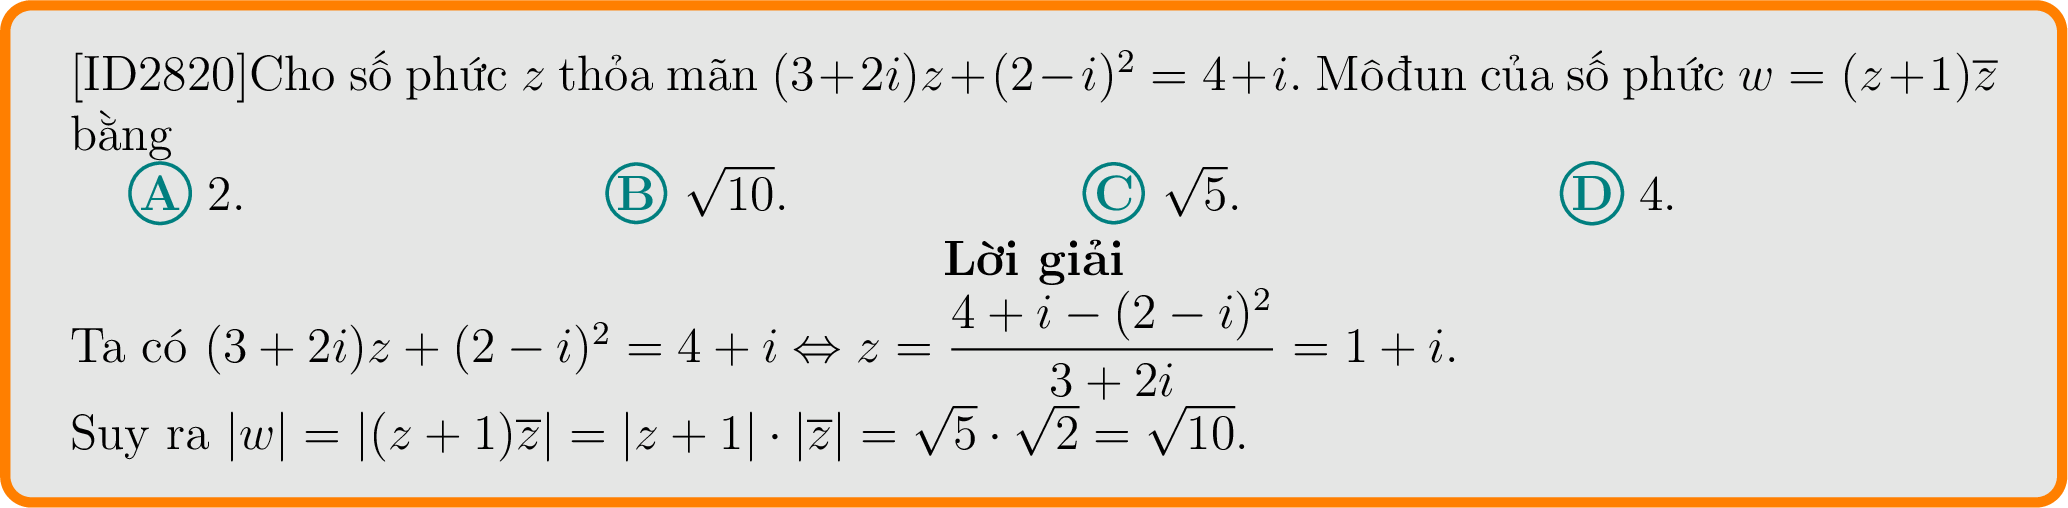 [ID2820]Cho số phức $z$ thỏa mãn $(3+2i)z+(2-i)^2=4+i$. Môđun của số phức $w=(z+1)\overline{z}$
bằng
Ⓐ 2. Ⓑ $\sqrt{10}$. Ⓒ $\sqrt{5}$. Ⓓ 4.
Lời giải
Ta có $(3+2i)z+(2-i)^2=4+i \Leftrightarrow z=\dfrac{4+i-(2-i)^2}{3+2i}=1+i$.
Suy ra $|w|=|(z+1)\overline{z}|=|z+1|\cdot|\overline{z}|=\sqrt{5}\cdot\sqrt{2}=\sqrt{10}$.